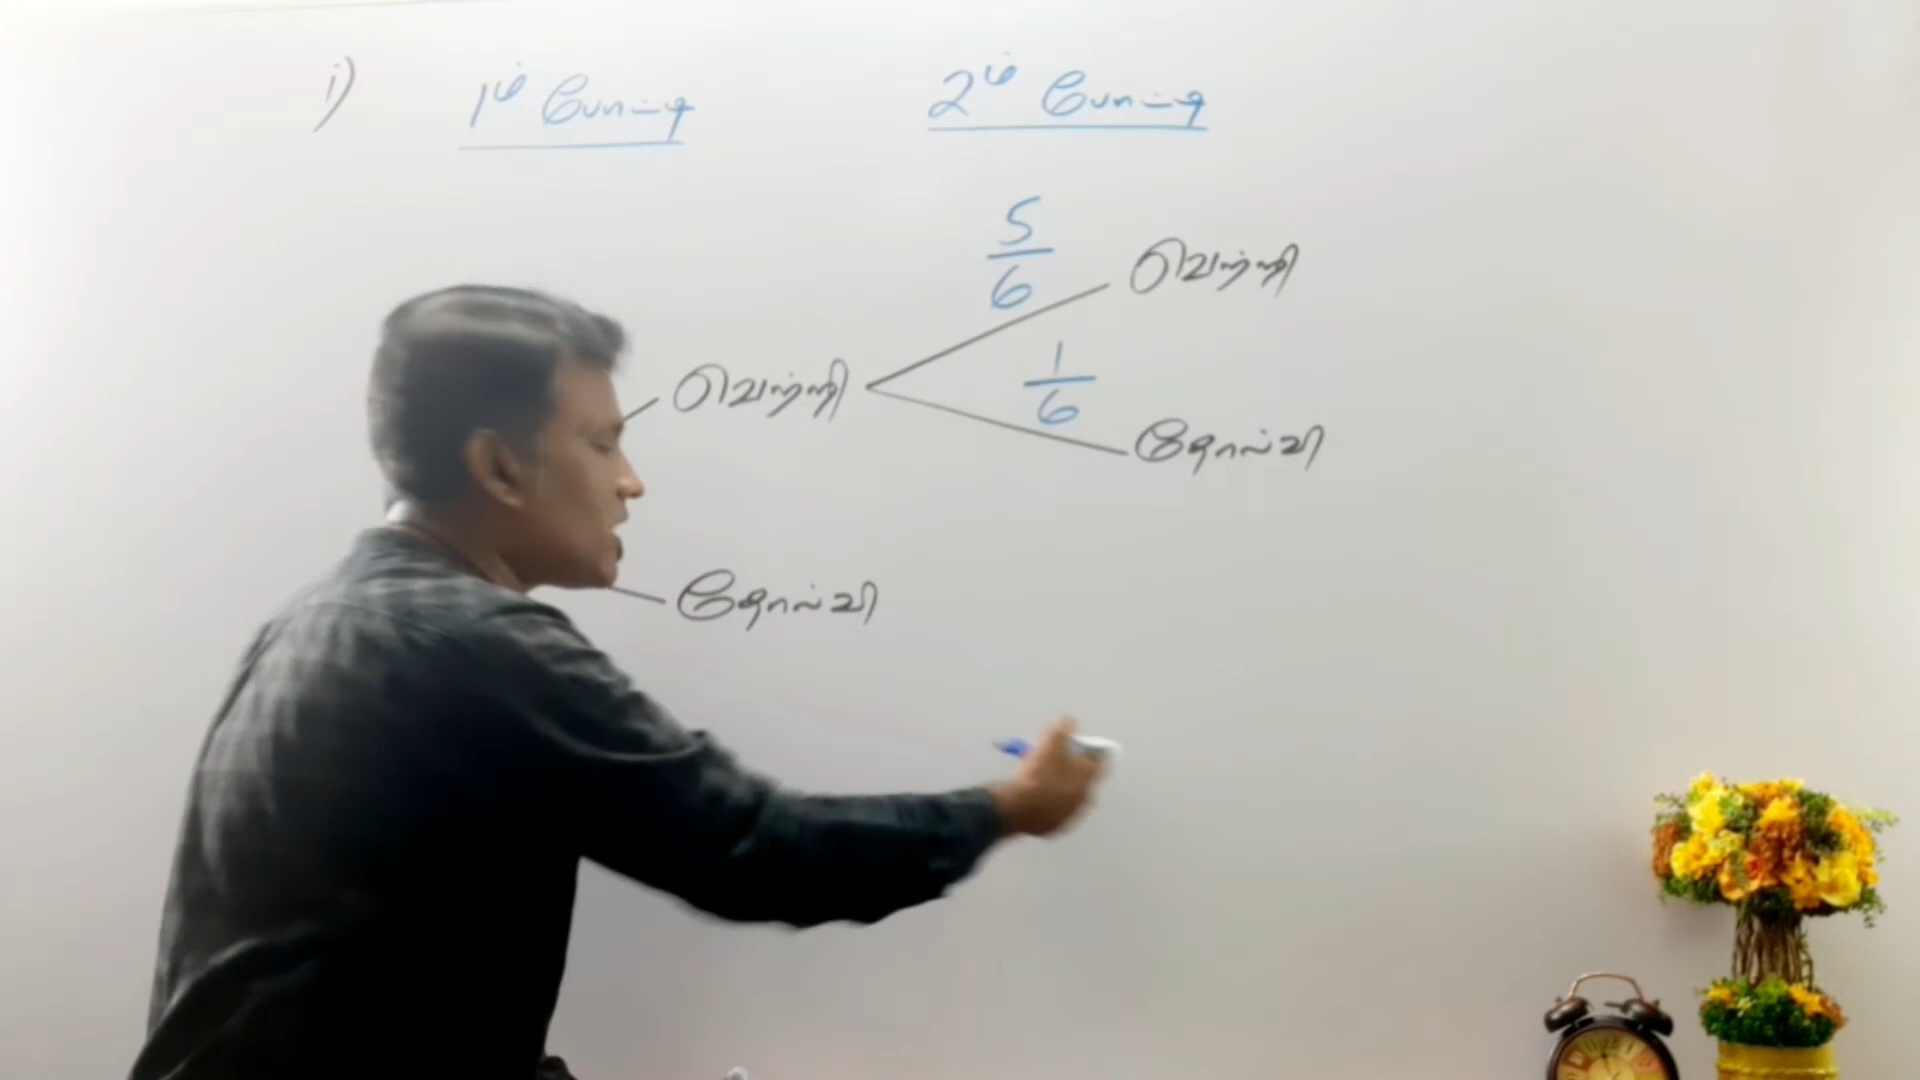 i) 1ம் போட்டி 2ம் போட்டி
5/6 வெற்றி
வெற்றி
1/6 தோல்வி
தோல்வி